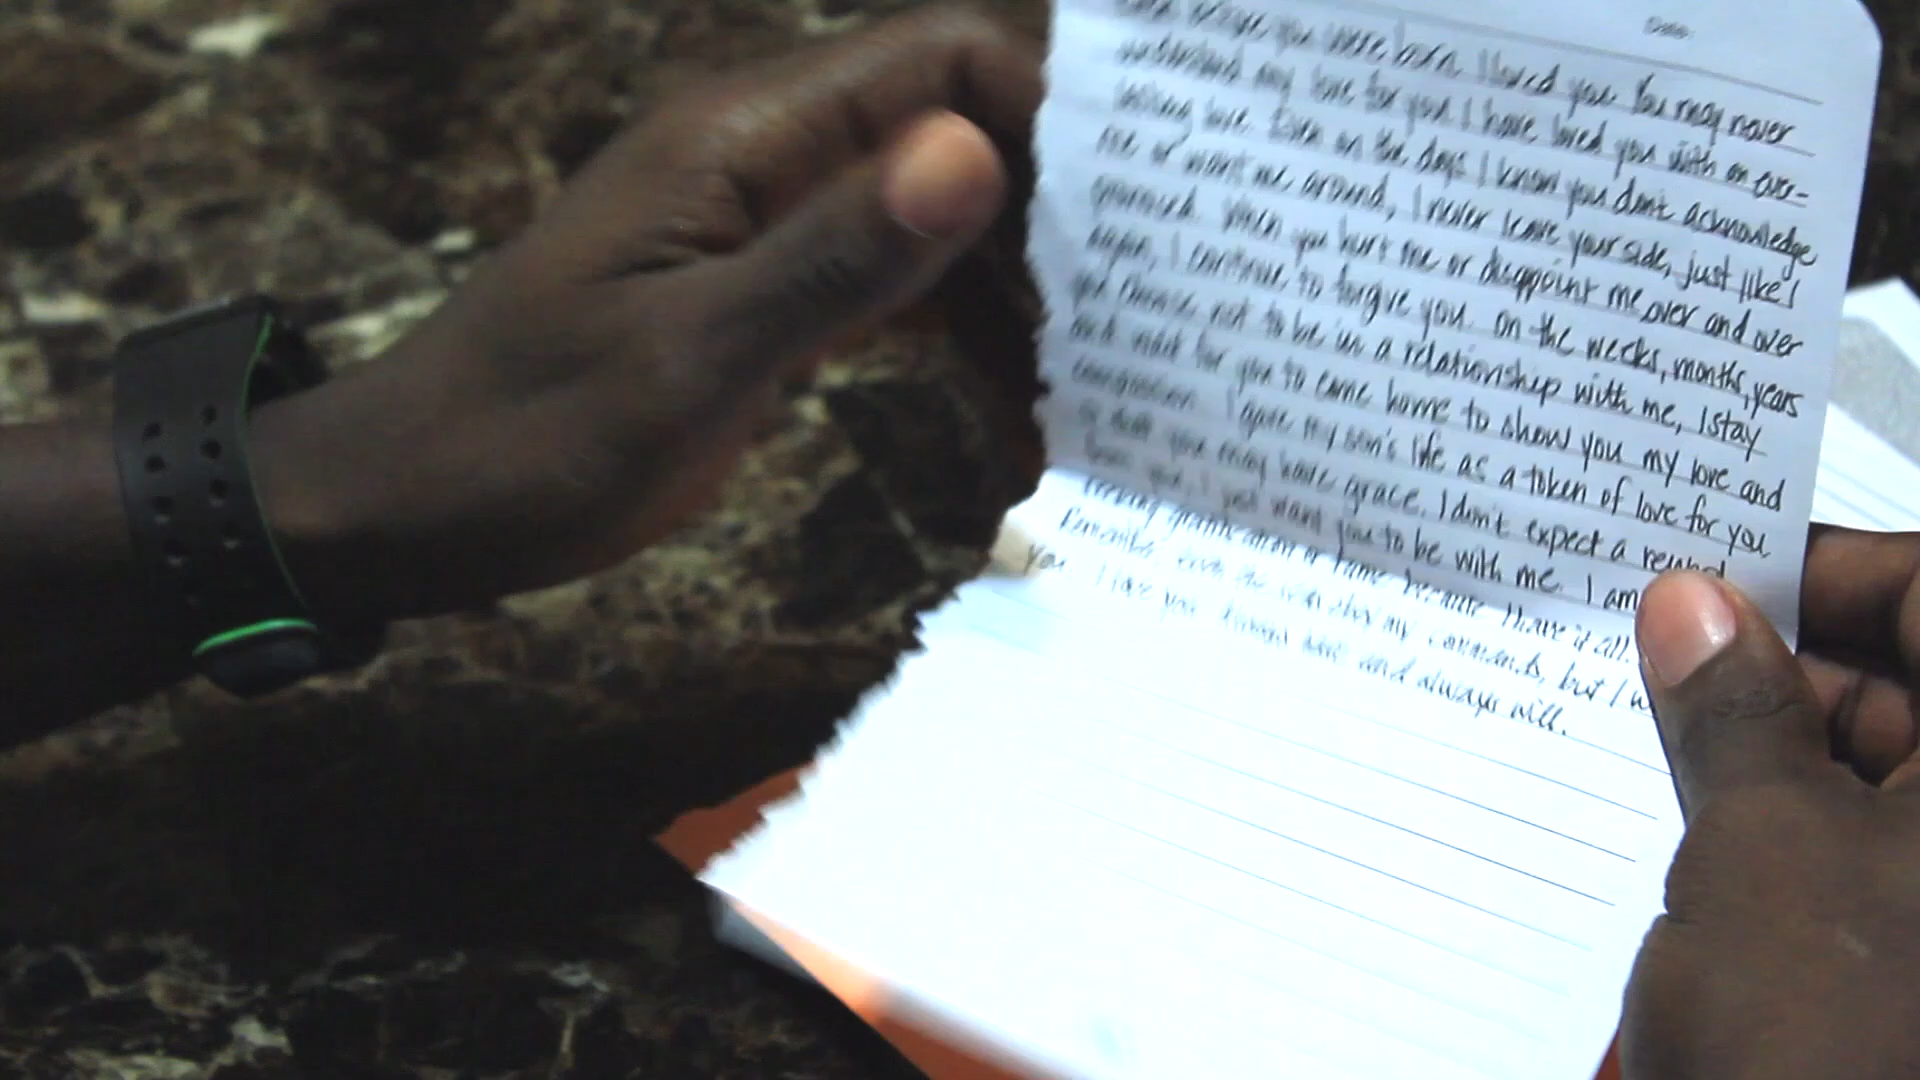 Date
you were born I loved you You may never
understand my love for you I have loved you with an ever-
lasting love. Even on the days I know you don't acknowledge
me or want me around, I never leave your side, just like I
promised. When you hurt me or disappoint me over and over
again, I continue to forgive you. On the weeks, months, years
you choose not to be in a relationship with me, I stay
and wait for you to come home to show you my love and
compassion. I gave my son's life as a token of love for you
so that you may have grace. I don't expect a reward
from you, I just want you to be with me. I am
gratification or fame because I have it all.
Remember my commands, but I w
you. I love you and always will.